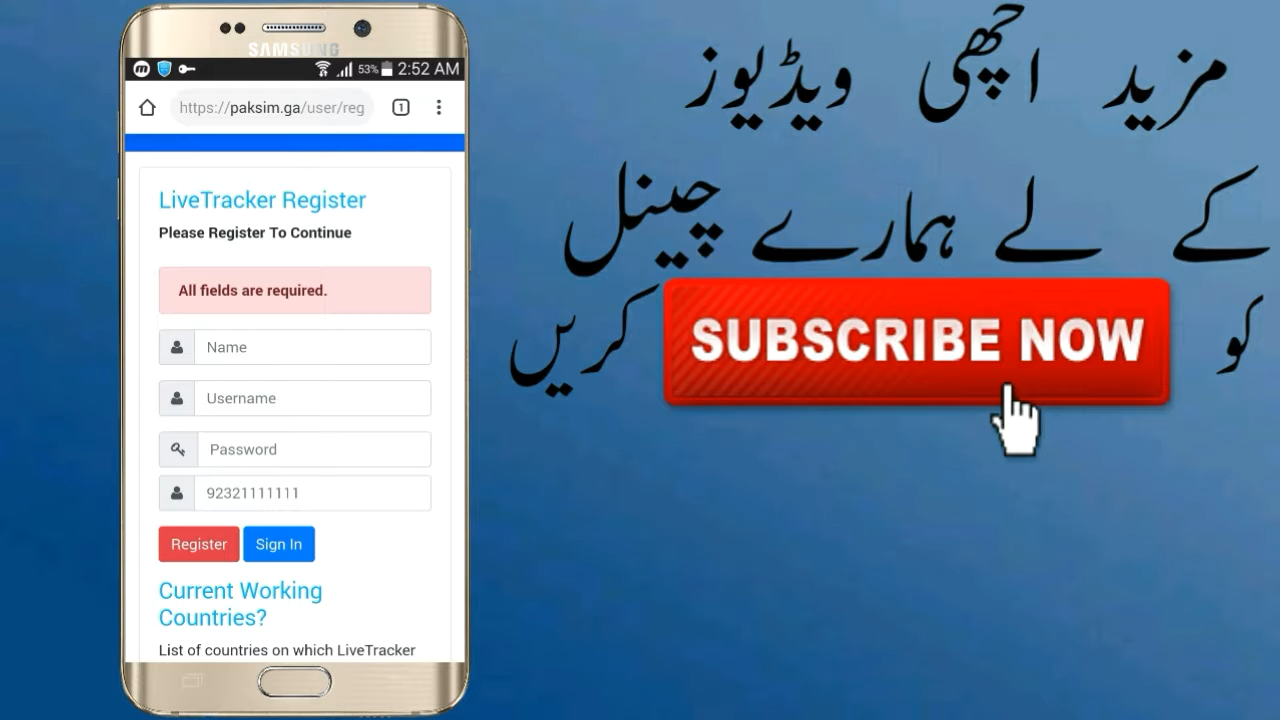 SAMSUNG
53% 2:52 AM
https://paksim.ga/user/reg
1
LiveTracker Register
Please Register To Continue
All fields are required.
Name
Username
Password
92321111111
Register Sign In
Current Working
Countries?
List of countries on which LiveTracker
مزید اچھی ویڈیوز
کے لے ہمارے چینل
کو SUBSCRIBE NOW کریں